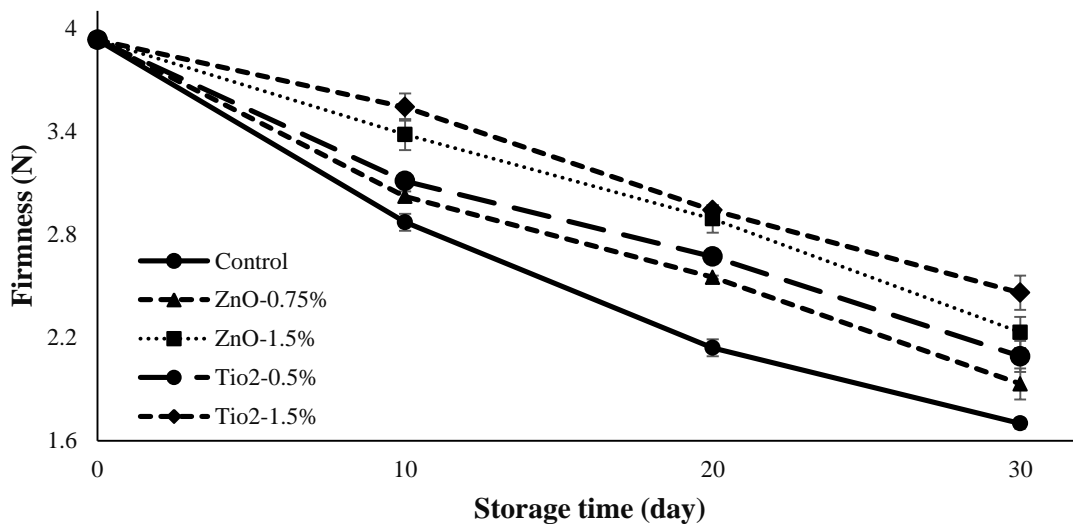 4
3.4
2.8
2.2
1.6
Firmness (N)
Control
ZnO-0.75%
ZnO-1.5%
Tio2-0.5%
Tio2-1.5%
0
10
20
30
Storage time (day)